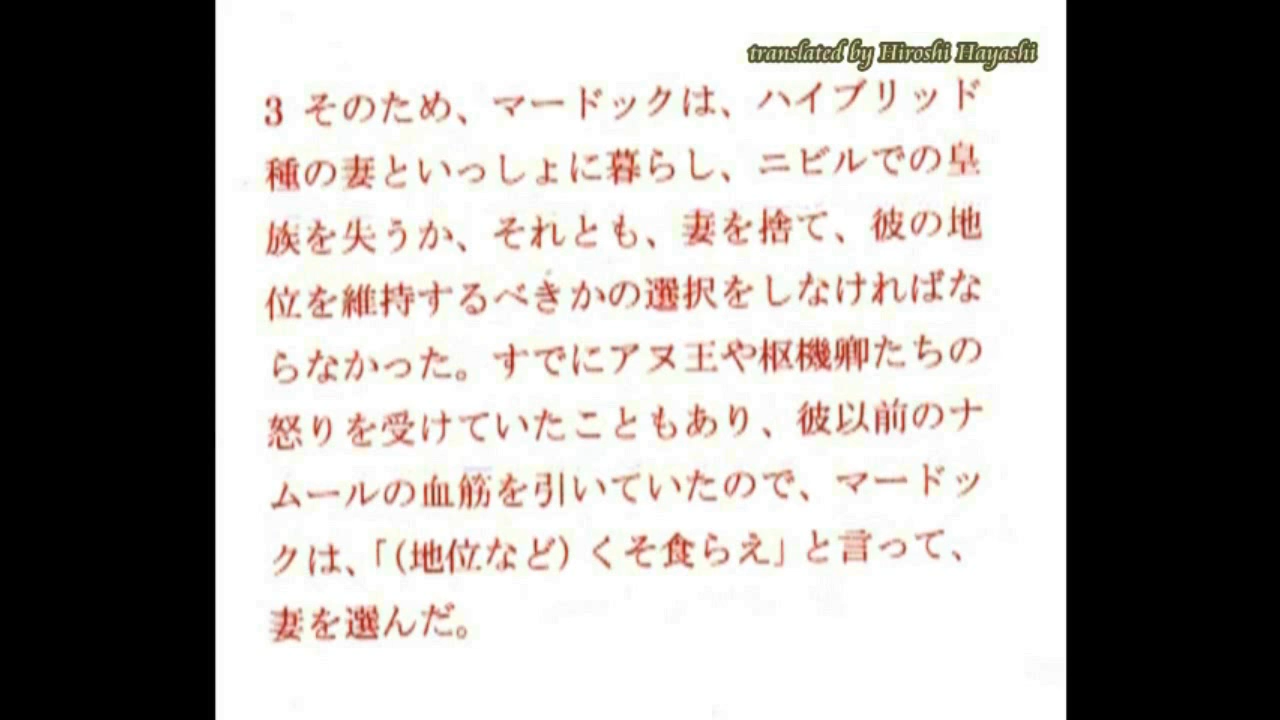 translated by Hiroshi Hayashi
3 そのため、マードックは、ハイブリッド
種の妻といっしょに暮らし、ニビルでの皇
族を失うか、それとも、妻を捨て、彼の地
位を維持するべきかの選択をしなければな
らなかった。すでにアヌ王や枢機卿たちの
怒りを受けていたこともあり、彼以前のナ
ムールの血筋を引いていたので、マードッ
クは、「（地位など）くそ食らえ」と言って、
妻を選んだ。